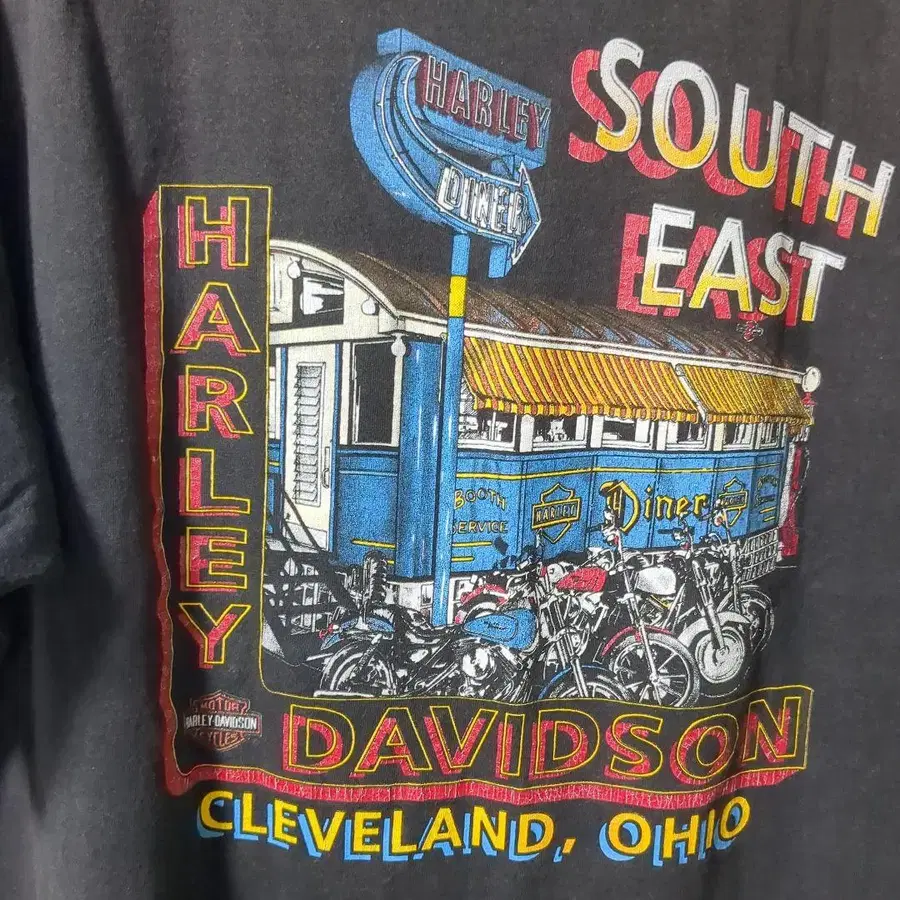 SOUTH
EAST
HARLEY
DINER
HARLEY
BOOTH
SERVICE
HARLEY
Diner
MOTOR
HARLEY-DAVIDSON
CYCLES
DAVIDSON
CLEVELAND, OHIO